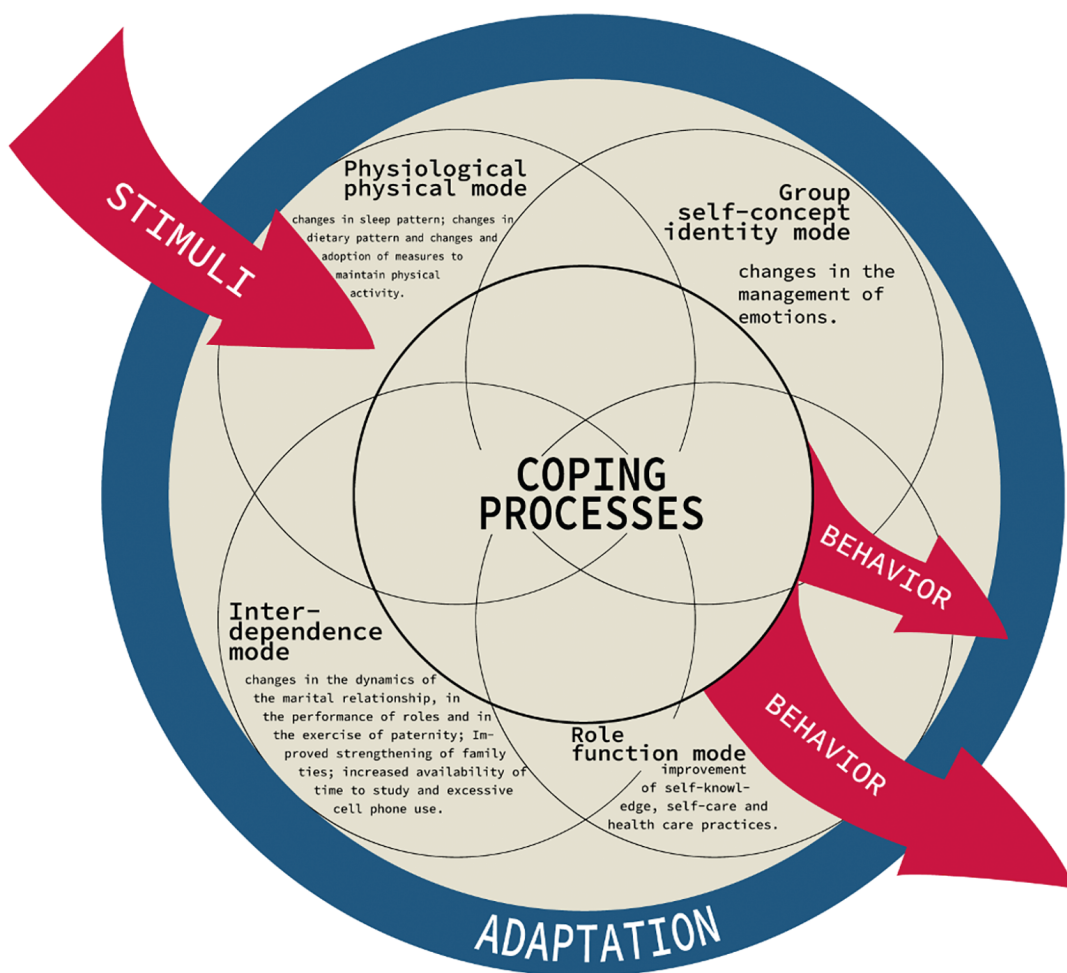 STIMULI
Physiological
physical mode
changes in sleep pattern; changes in
dietary pattern and changes and
adoption of measures to
maintain physical
activity.
Group
self-concept
identity mode
changes in the
management of
emotions.
COPING
PROCESSES
BEHAVIOR
BEHAVIOR
Inter-
dependence
mode
changes in the dynamics of
the marital relationship, in
the performance of roles and in
the exercise of paternity; Im-
proved strengthening of family
ties; increased availability of
time to study and excessive
cell phone use.
Role
function mode
improvement
of self-knowl-
edge, self-care and
health care practices.
ADAPTATION